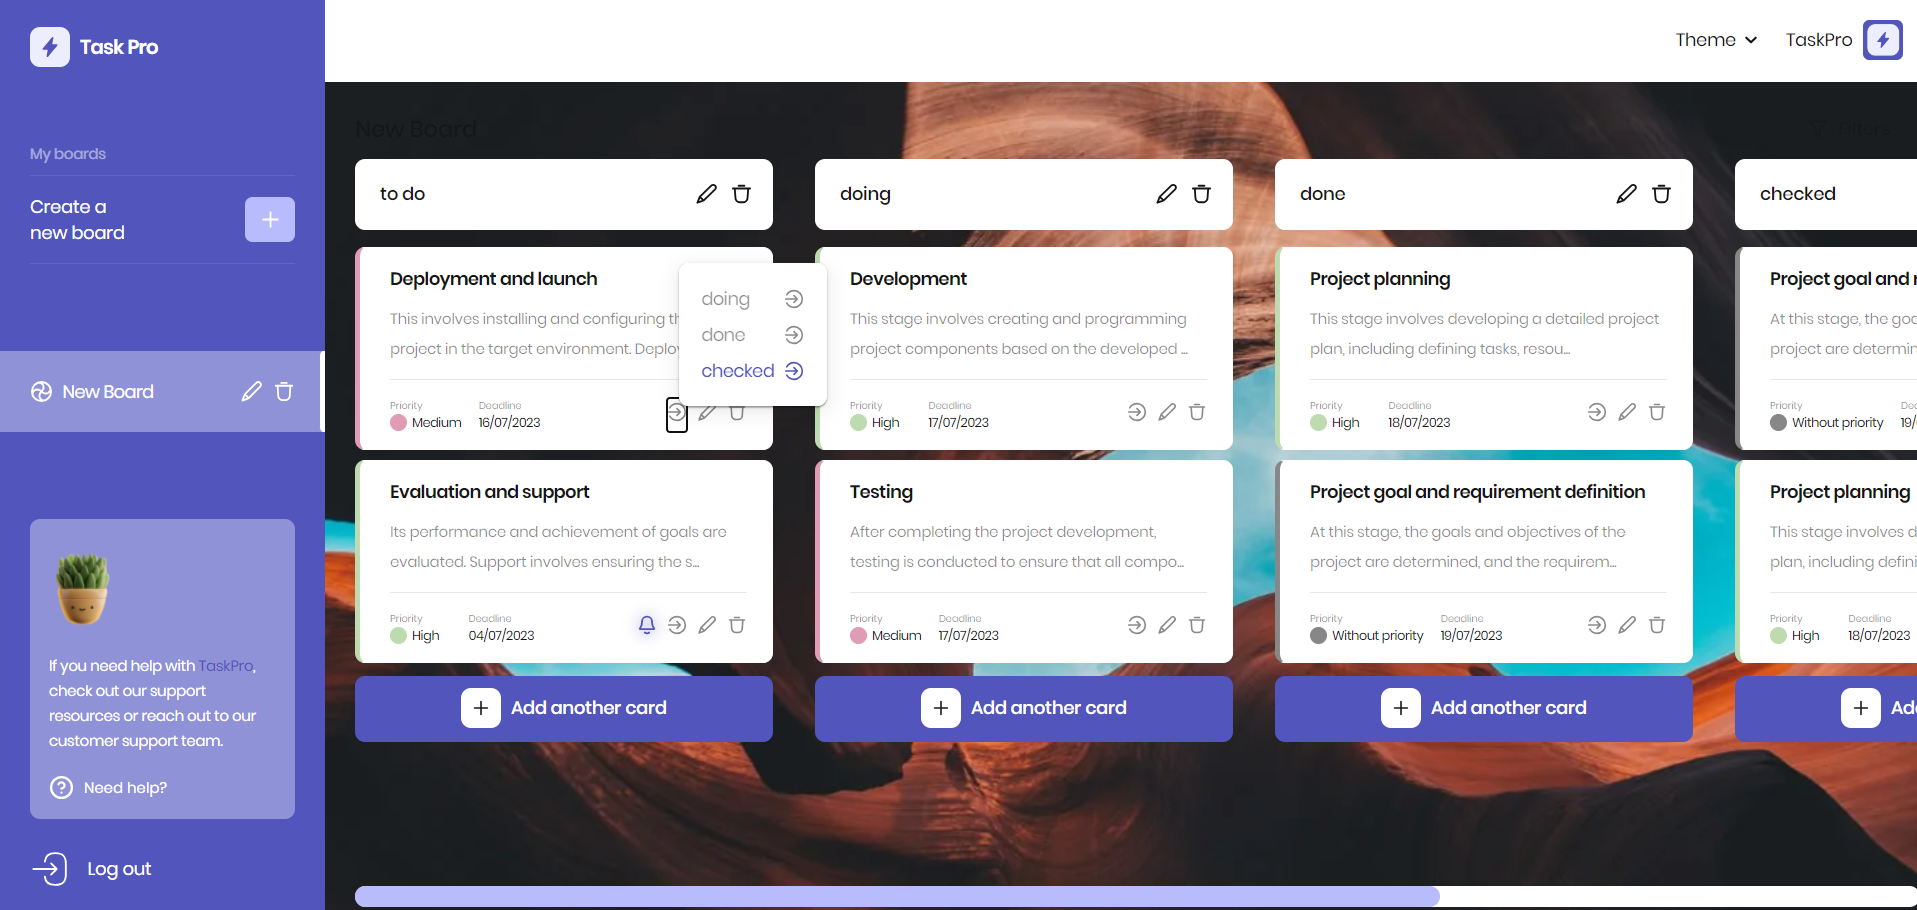 Task Pro
Theme
TaskPro
My boards
Create a
new board
New Board
If you need help with TaskPro,
check out our support
resources or reach out to our
customer support team.
Need help?
Log out
New Board
Filters
to do
Deployment and launch
This involves installing and configuring th
project in the target environment. Deploy
Priority
Medium
Deadline
16/07/2023
doing
done
checked
Evaluation and support
Its performance and achievement of goals are
evaluated. Support involves ensuring the s...
Priority
High
Deadline
04/07/2023
Add another card
doing
Development
This stage involves creating and programming
project components based on the developed ...
Priority
High
Deadline
17/07/2023
Testing
After completing the project development,
testing is conducted to ensure that all compo...
Priority
Medium
Deadline
17/07/2023
Add another card
done
Project planning
This stage involves developing a detailed project
plan, including defining tasks, resou...
Priority
High
Deadline
18/07/2023
Project goal and requirement definition
At this stage, the goals and objectives of the
project are determined, and the requirem...
Priority
Without priority
Deadline
19/07/2023
Add another card
checked
Project goal and r
At this stage, the goa
project are determin
Priority
Without priority
De
19/
Project planning
This stage involves d
plan, including defini
Priority
High
Deadline
18/07/2023
Ad